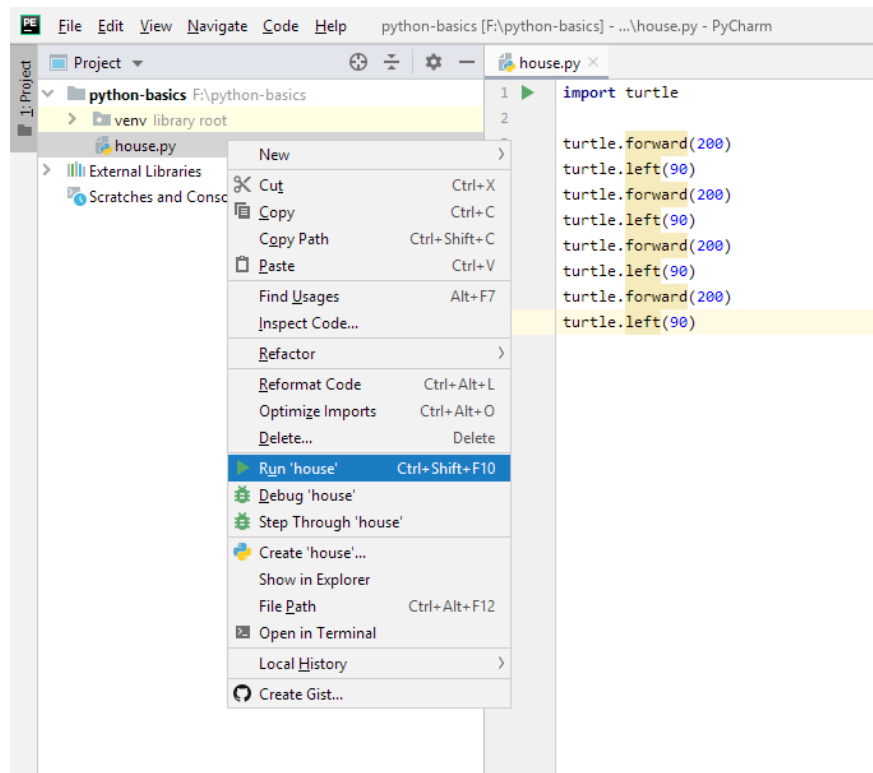 PE File Edit View Navigate Code Help python-basics [F:\python-basics] - ...\house.py - PyCharm
1: Project
Project
python-basics F:\python-basics
venv library root
house.py
External Libraries
Scratches and Consc
New
Cut Ctrl+X
Copy Ctrl+C
Copy Path Ctrl+Shift+C
Paste Ctrl+V
Find Usages Alt+F7
Inspect Code...
Refactor
Reformat Code Ctrl+Alt+L
Optimize Imports Ctrl+Alt+O
Delete... Delete
Run 'house' Ctrl+Shift+F10
Debug 'house'
Step Through 'house'
Create 'house'...
Show in Explorer
File Path Ctrl+Alt+F12
Open in Terminal
Local History
Create Gist...
house.py
1 import turtle
2
turtle.forward(200)
turtle.left(90)
turtle.forward(200)
turtle.left(90)
turtle.forward(200)
turtle.left(90)
turtle.forward(200)
turtle.left(90)